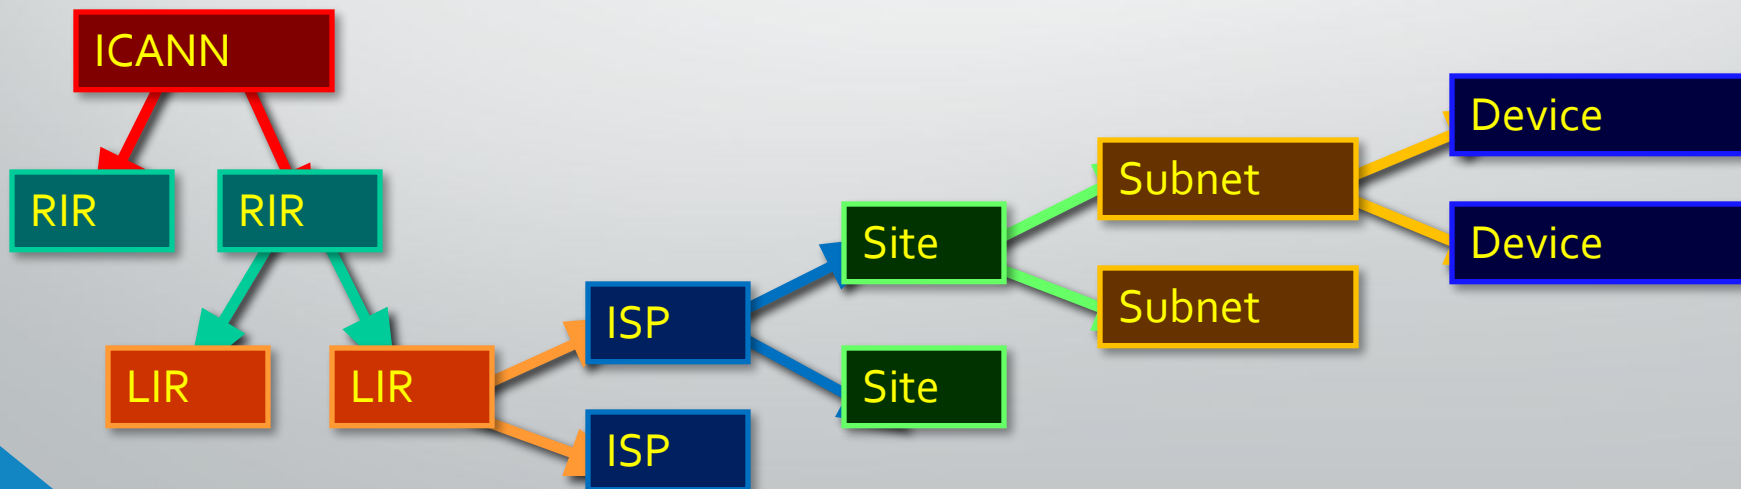 ICANN
RIR
RIR
LIR
LIR
ISP
ISP
Site
Site
Subnet
Subnet
Device
Device